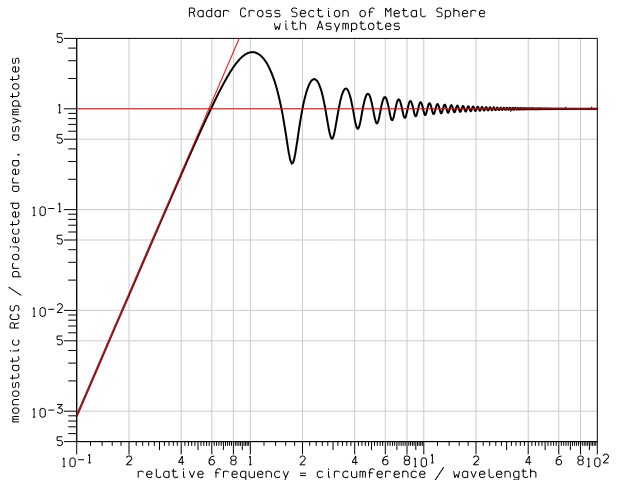 Radar Cross Section of Metal Sphere
with Asymptotes
monostatic RCS / projected area, asymptotes
5
1
5
10⁻¹
5
10⁻²
5
10⁻³
5
10⁻¹ 2 4 6 8 1 2 4 6 8 10¹ 2 4 6 8 10²
relative frequency = circumference / wavelength